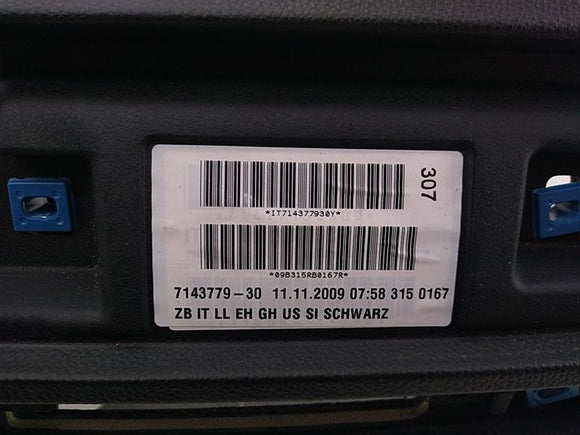 307
*IT714377930Y*
*09B315RB0167R*
7143779-30 11.11.2009 07:58 315 0167
ZB IT LL EH GH US SI SCHWARZ